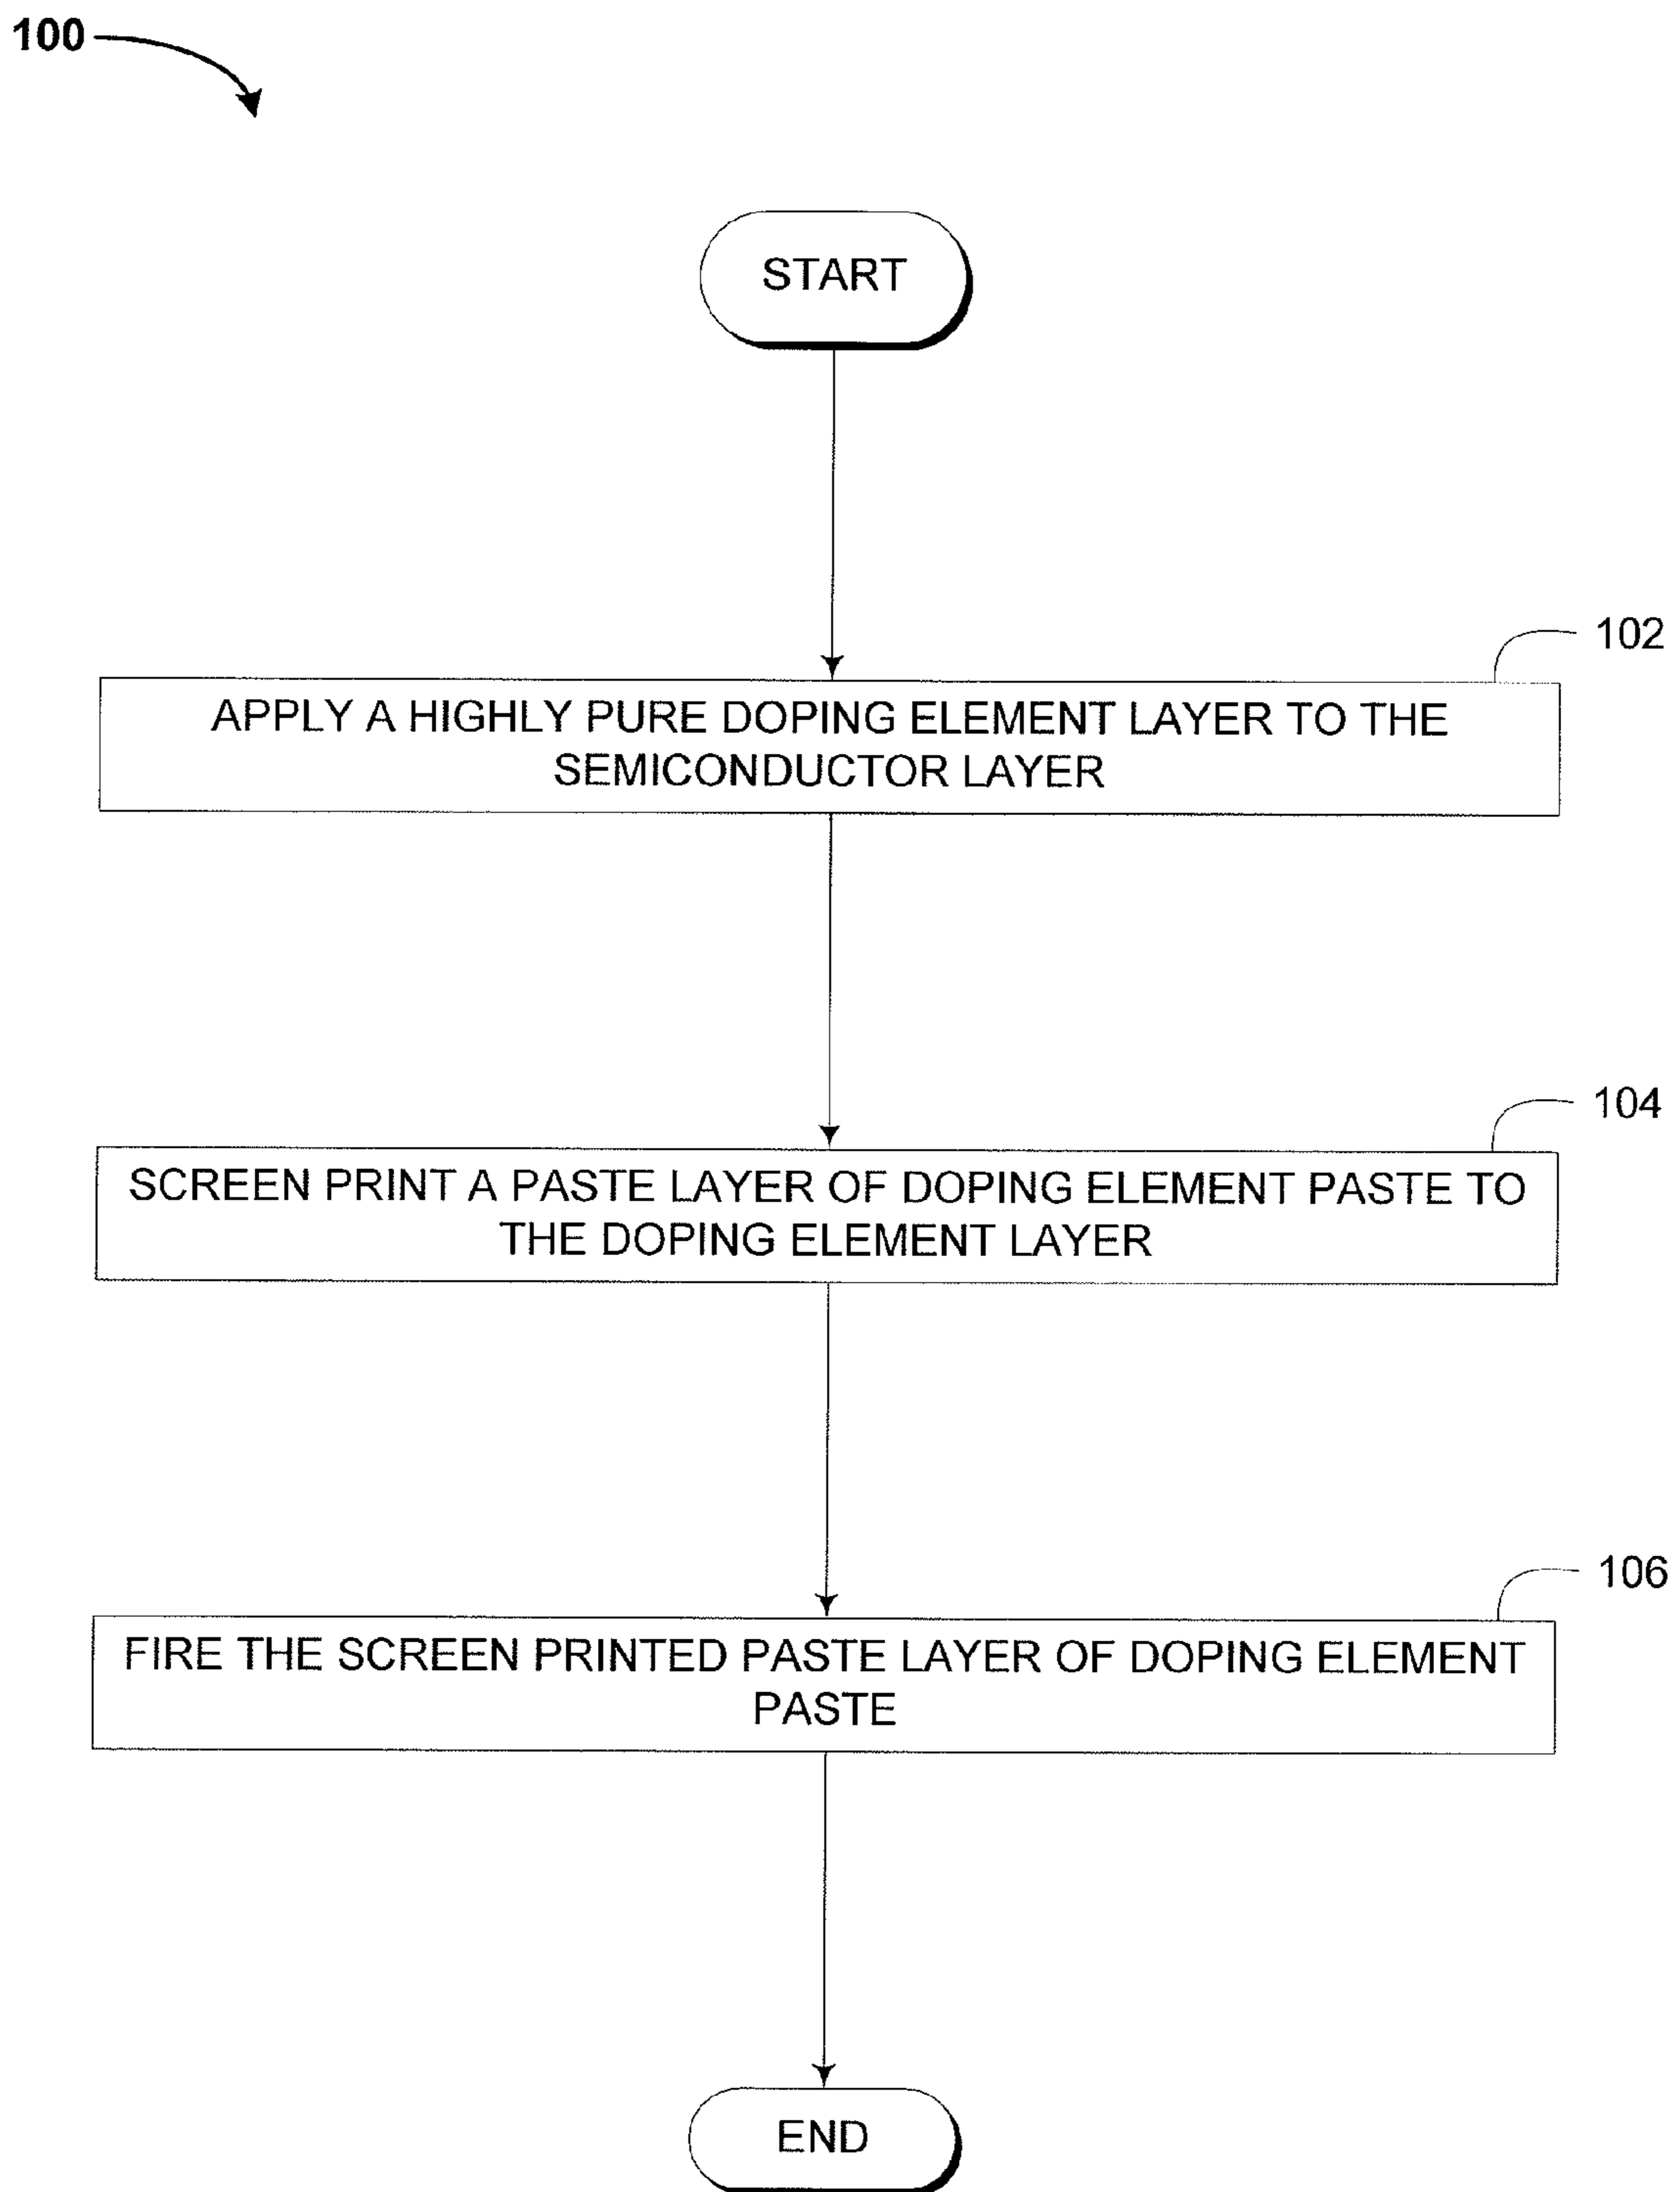 100
START
102
APPLY A HIGHLY PURE DOPING ELEMENT LAYER TO THE
SEMICONDUCTOR LAYER
104
SCREEN PRINT A PASTE LAYER OF DOPING ELEMENT PASTE TO
THE DOPING ELEMENT LAYER
106
FIRE THE SCREEN PRINTED PASTE LAYER OF DOPING ELEMENT
PASTE
END